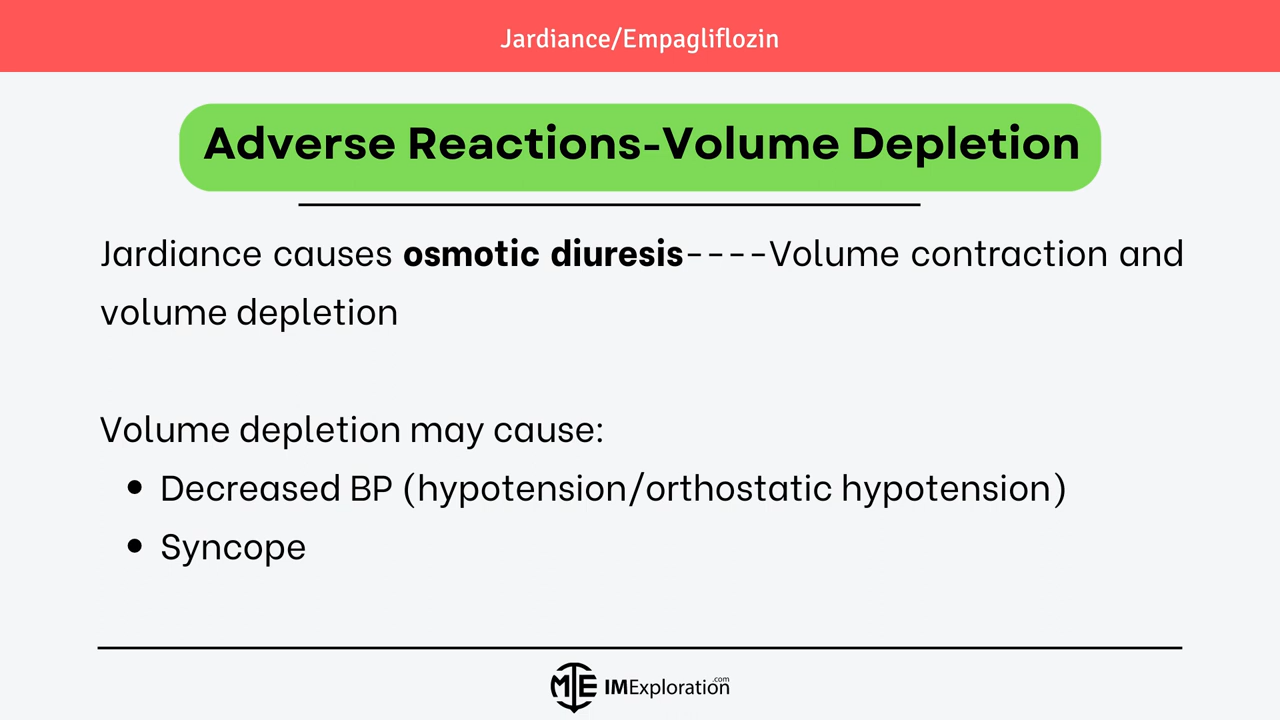 Jardiance/Empagliflozin
Adverse Reactions-Volume Depletion
Jardiance causes osmotic diuresis----Volume contraction and
volume depletion
Volume depletion may cause:
Decreased BP (hypotension/orthostatic hypotension)
Syncope
IMExploration.com